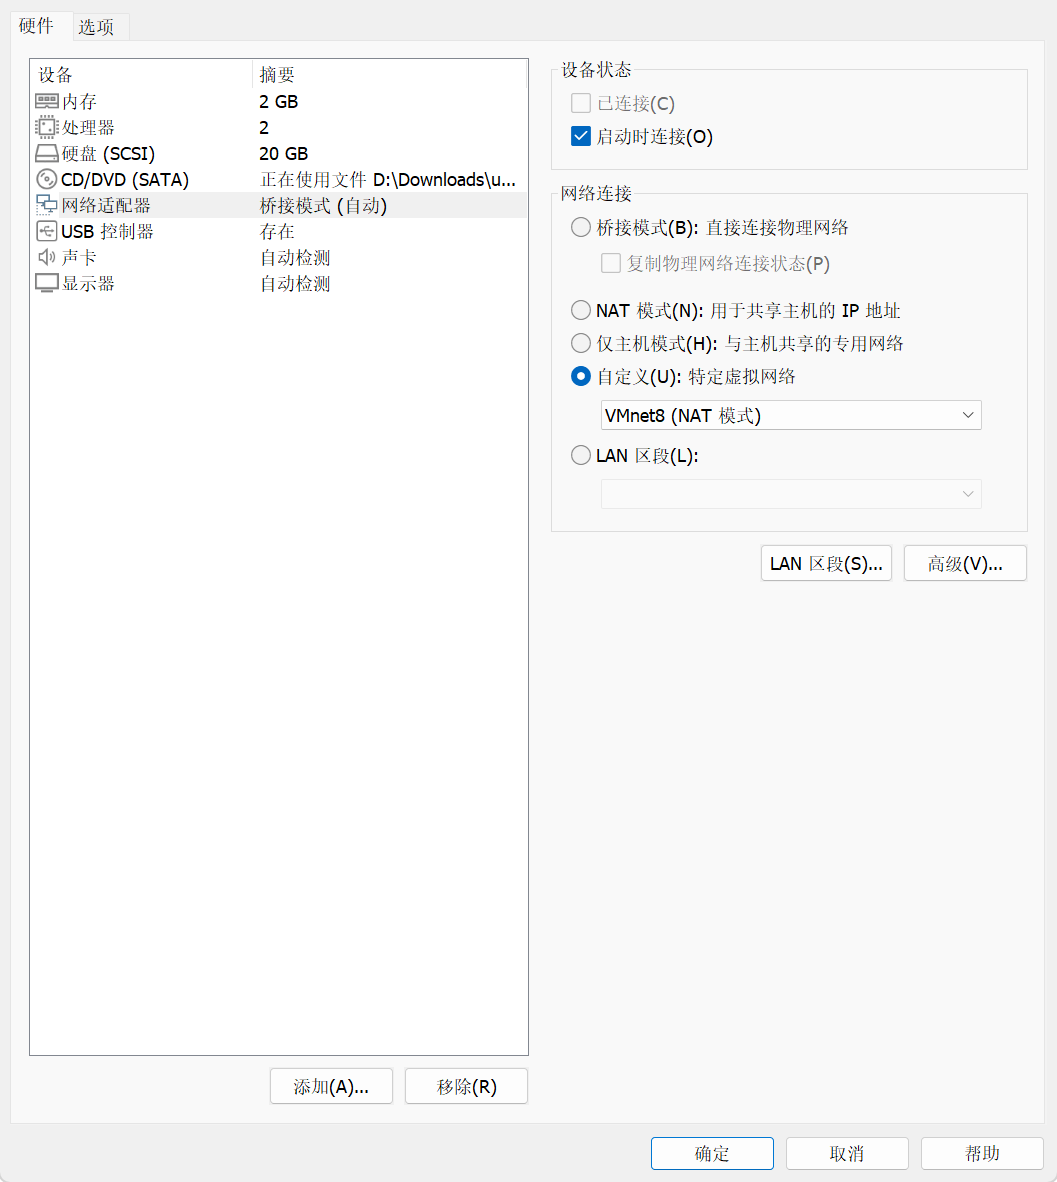 硬件 选项
设备 摘要
内存 2 GB
处理器 2
硬盘 (SCSI) 20 GB
CD/DVD (SATA) 正在使用文件 D:\Downloads\u...
网络适配器 桥接模式 (自动)
USB 控制器 存在
声卡 自动检测
显示器 自动检测
添加(A)... 移除(R)
设备状态
已连接(C)
启动时连接(O)
网络连接
桥接模式(B): 直接连接物理网络
复制物理网络连接状态(P)
NAT 模式(N): 用于共享主机的 IP 地址
仅主机模式(H): 与主机共享的专用网络
自定义(U): 特定虚拟网络
VMnet8 (NAT 模式)
LAN 区段(L):
LAN 区段(S)... 高级(V)...
确定 取消 帮助